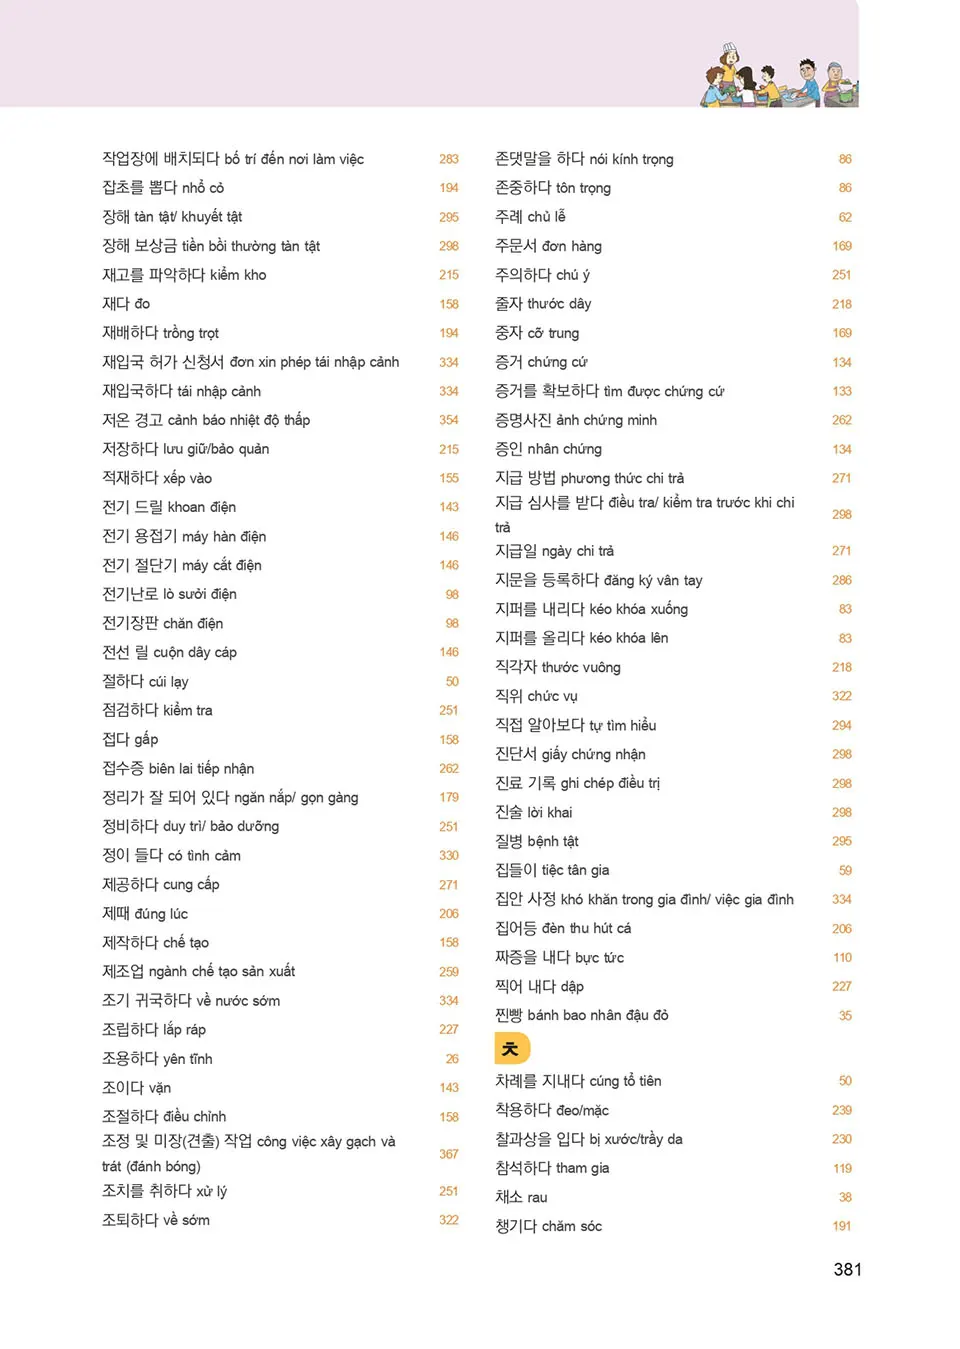 작업장에 배치되다 bố trí đến nơi làm việc 283
잡초를 뽑다 nhổ cỏ 194
장해 tàn tật/ khuyết tật 295
장해 보상금 tiền bồi thường tàn tật 298
재고를 파악하다 kiểm kho 215
재다 đo 158
재배하다 trồng trọt 194
재입국 허가 신청서 đơn xin phép tái nhập cảnh 334
재입국하다 tái nhập cảnh 334
저온 경고 cảnh báo nhiệt độ thấp 354
저장하다 lưu giữ/bảo quản 215
적재하다 xếp vào 155
전기 드릴 khoan điện 143
전기 용접기 máy hàn điện 146
전기 절단기 máy cắt điện 146
전기난로 lò sưởi điện 98
전기장판 chăn điện 98
전선 릴 cuộn dây cáp 146
절하다 cúi lạy 50
점검하다 kiểm tra 251
접다 gấp 158
접수증 biên lai tiếp nhận 262
정리가 잘 되어 있다 ngăn nắp/ gọn gàng 179
정비하다 duy trì/ bảo dưỡng 251
정이 들다 có tình cảm 330
제공하다 cung cấp 271
제때 đúng lúc 206
제작하다 chế tạo 158
제조업 ngành chế tạo sản xuất 259
조기 귀국하다 về nước sớm 334
조립하다 lắp ráp 227
조용하다 yên tĩnh 26
조이다 vặn 143
조절하다 điều chỉnh 158
조정 및 미장(견출) 작업 công việc xây gạch và
trát (đánh bóng) 367
조치를 취하다 xử lý 251
조퇴하다 về sớm 322
존댓말을 하다 nói kính trọng 86
존중하다 tôn trọng 86
주례 chủ lễ 62
주문서 đơn hàng 169
주의하다 chú ý 251
줄자 thước dây 218
중자 cỡ trung 169
증거 chứng cứ 134
증거를 확보하다 tìm được chứng cứ 133
증명사진 ảnh chứng minh 262
증인 nhân chứng 134
지급 방법 phương thức chi trả 271
지급 심사를 받다 điều tra/ kiểm tra trước khi chi
trả 298
지급일 ngày chi trả 271
지문을 등록하다 đăng ký vân tay 286
지퍼를 내리다 kéo khóa xuống 83
지퍼를 올리다 kéo khóa lên 83
직각자 thước vuông 218
직위 chức vụ 322
직접 알아보다 tự tìm hiểu 294
진단서 giấy chứng nhận 298
진료 기록 ghi chép điều trị 298
진술 lời khai 298
질병 bệnh tật 295
집들이 tiệc tân gia 59
집안 사정 khó khăn trong gia đình/ việc gia đình 334
집어등 đèn thu hút cá 206
짜증을 내다 bực tức 110
찍어 내다 dập 227
찐빵 bánh bao nhân đậu đỏ 35
ㅊ
차례를 지내다 cúng tổ tiên 50
착용하다 đeo/mặc 239
찰과상을 입다 bị xước/trầy da 230
참석하다 tham gia 119
채소 rau 38
챙기다 chăm sóc 191
381